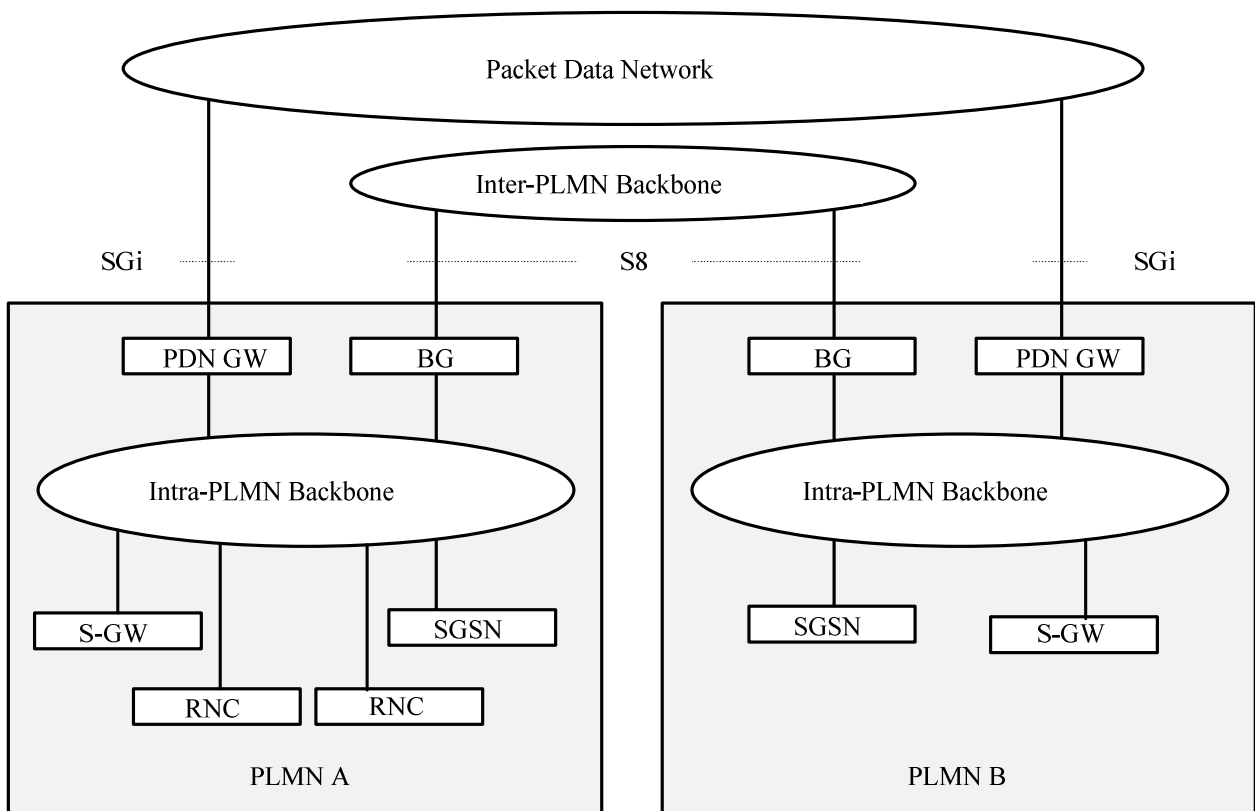 Packet Data Network
Inter-PLMN Backbone
SGi
S8
SGi
PDN GW
BG
BG
PDN GW
Intra-PLMN Backbone
Intra-PLMN Backbone
S-GW
SGSN
SGSN
S-GW
RNC
RNC
PLMN A
PLMN B